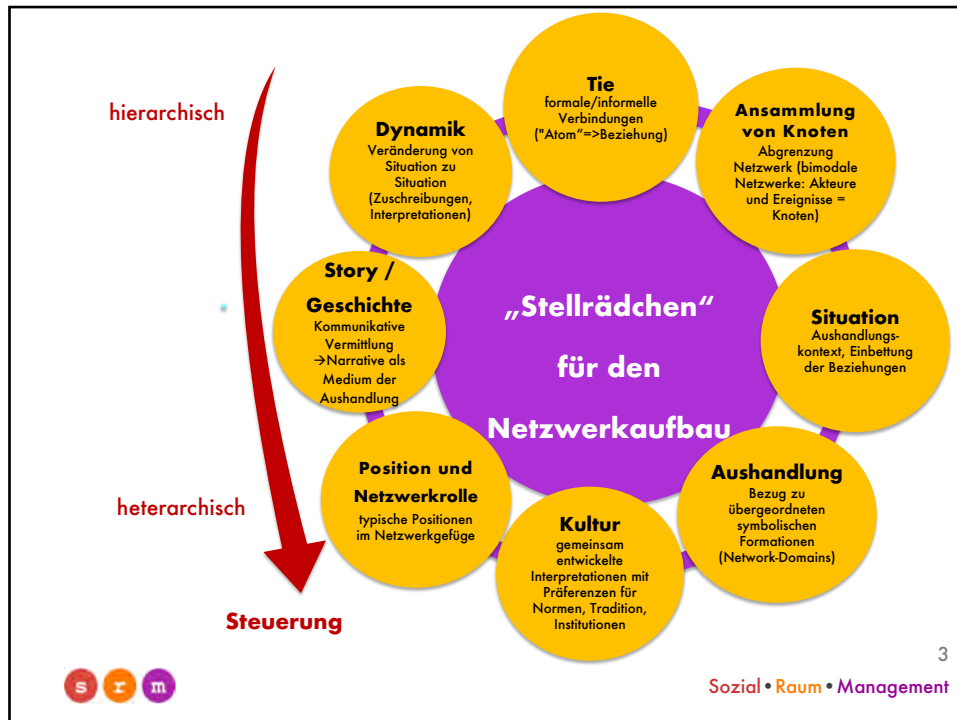 hierarchisch
heterarchisch
Steuerung
Tie
formale/informelle
Verbindungen
("Atom“=>Beziehung)
Ansammlung
von Knoten
Abgrenzung
Netzwerk (bimodale
Netzwerke: Akteure
und Ereignisse =
Knoten)
Situation
Aushandlungs-
kontext, Einbettung
der Beziehungen
Aushandlung
Bezug zu
übergeordneten
symbolischen
Formationen
(Network-Domains)
Kultur
gemeinsam
entwickelte
Interpretationen mit
Präferenzen für
Normen, Tradition,
Institutionen
Position und
Netzwerkrolle
typische Positionen
im Netzwerkgefüge
Story /
Geschichte
Kommunikative
Vermittlung
→Narrative als
Medium der
Aushandlung
Dynamik
Veränderung von
Situation zu
Situation
(Zuschreibungen,
Interpretationen)
„Stellrädchen“
für den
Netzwerkaufbau
3
s r m
Sozial • Raum • Management